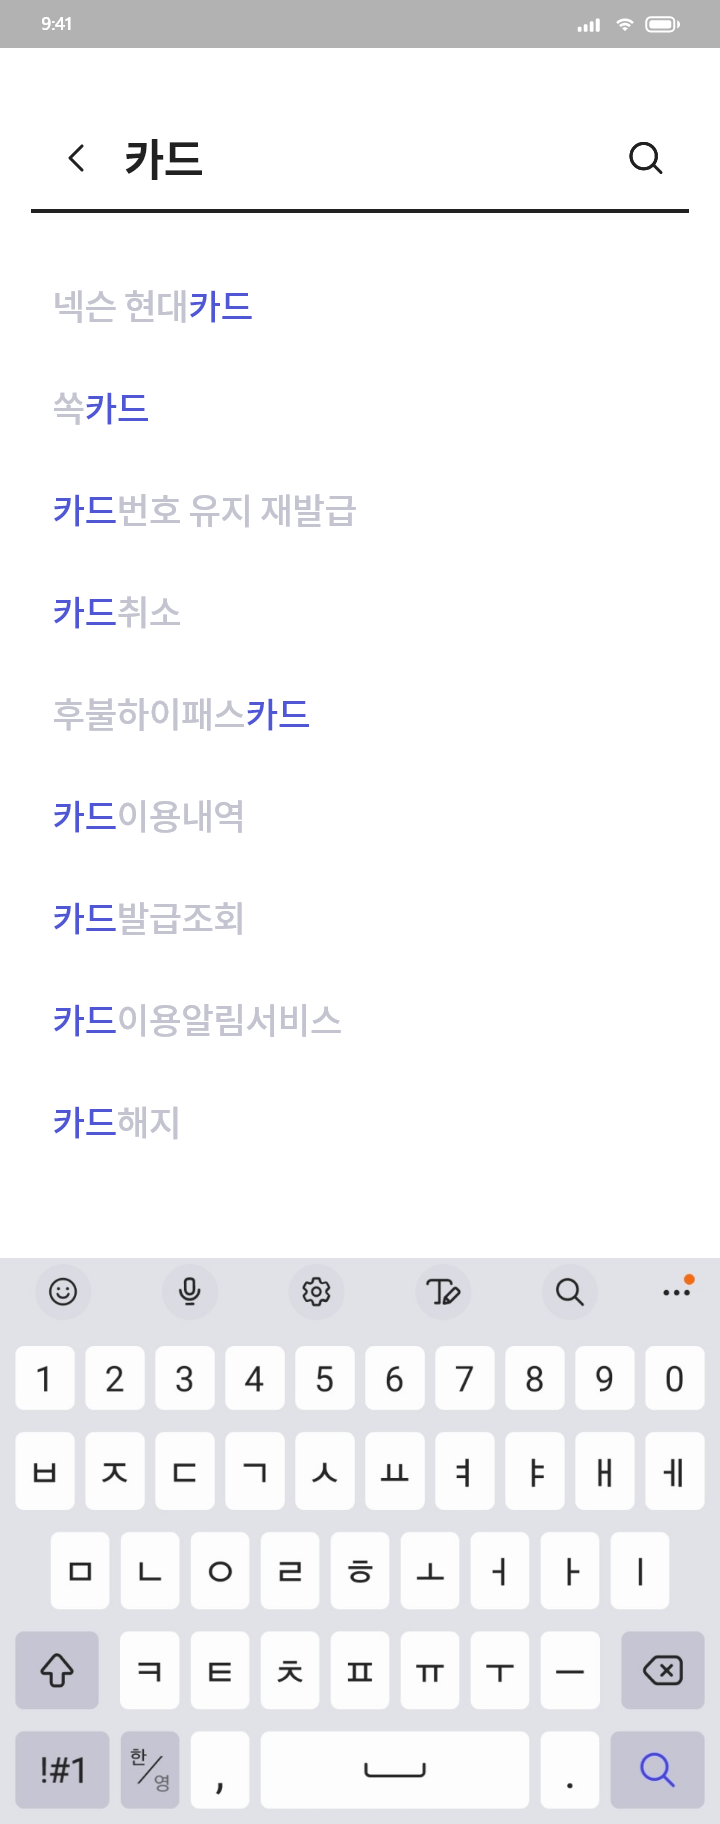 9:41
카드
넥슨 현대카드
쏙카드
카드번호 유지 재발급
카드취소
후불하이패스카드
카드이용내역
카드발급조회
카드이용알림서비스
카드해지
1 2 3 4 5 6 7 8 9 0
ㅂ ㅈ ㄷ ㄱ ㅅ ㅛ ㅕ ㅑ ㅐ ㅔ
ㅁ ㄴ ㅇ ㄹ ㅎ ㅗ ㅓ ㅏ ㅣ
ㅋ ㅌ ㅊ ㅍ ㅠ ㅜ ㅡ
!#1 한/영 , .